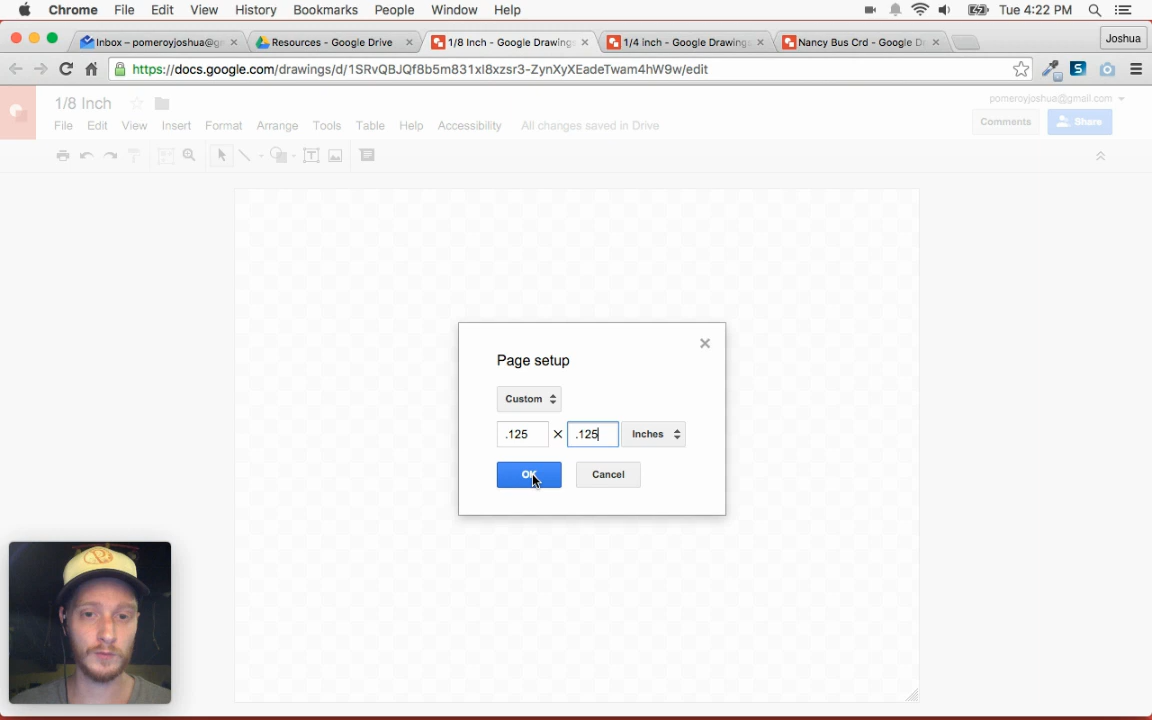 Chrome File Edit View History Bookmarks People Window Help Tue 4:22 PM
Inbox – pomeroyjoshua@g
Resources - Google Drive
1/8 Inch - Google Drawings
1/4 inch - Google Drawing
Nancy Bus Crd - Google D
Joshua
https://docs.google.com/drawings/d/1SRvQBJQf8b5m831xl8xzsr3-ZynXyXEadeTwam4hW9w/edit
1/8 Inch
pomeroyjoshua@gmail.com
File Edit View Insert Format Arrange Tools Table Help Accessibility All changes saved in Drive
Comments
Share
Page setup
Custom
.125 × .125 Inches
OK Cancel